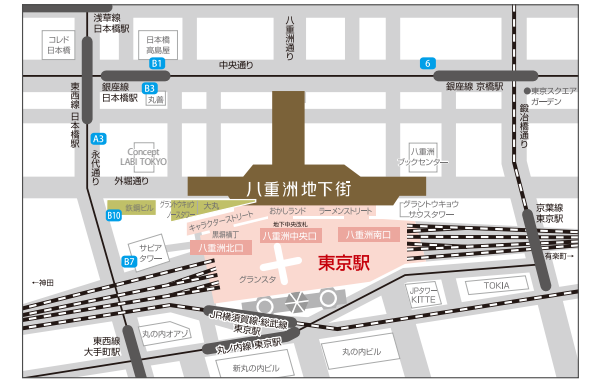 浅草線
日本橋駅
コレド
日本橋
日本橋
高島屋
八重洲通り
B1
中央通り
6
銀座線
日本橋駅
B3
丸善
銀座線 京橋駅
東京スクエア
ガーデン
東西線 日本橋駅
鍛冶橋通り
A3
永代通り
Concept
LABI TOKYO
八重洲
ブックセンター
外堀通り
八重洲地下街
B10
鉄鋼ビル
グラントウキョウ
ノースタワー
大丸
おかしランド
ラーメンストリート
グラントウキョウ
サウスタワー
京葉線
東京駅
キャラクターストリート
黒塀横丁
地下中央改札
八重洲北口
八重洲中央口
八重洲南口
B7
サピア
タワー
東京駅
有楽町→
←神田
グランスタ
JPタワー
KITTE
TOKIA
JR横須賀線・総武線
東京駅
東西線
大手町駅
丸の内オアゾ
丸ノ内線 東京駅
新丸の内ビル
丸の内ビル